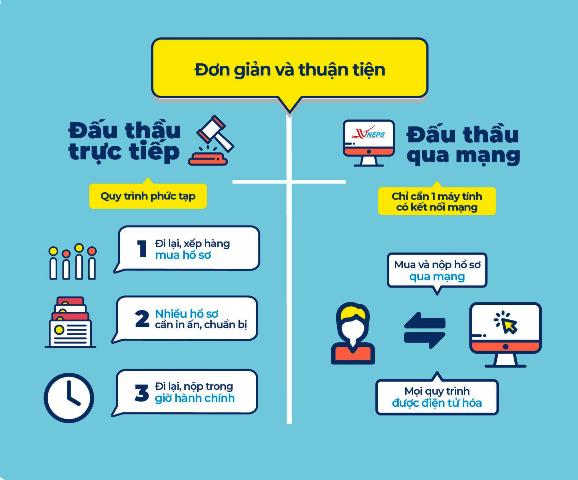 Đơn giản và thuận tiện
Đấu thầu
trực tiếp
Quy trình phức tạp
1 Đi lại, xếp hàng
mua hồ sơ
2 Nhiều hồ sơ
cần in ấn, chuẩn bị
3 Đi lại, nộp trong
giờ hành chính
VNEPS
Đấu thầu
qua mạng
Chỉ cần 1 máy tính
có kết nối mạng
Mua và nộp hồ sơ
qua mạng
Mọi quy trình
được điện tử hóa